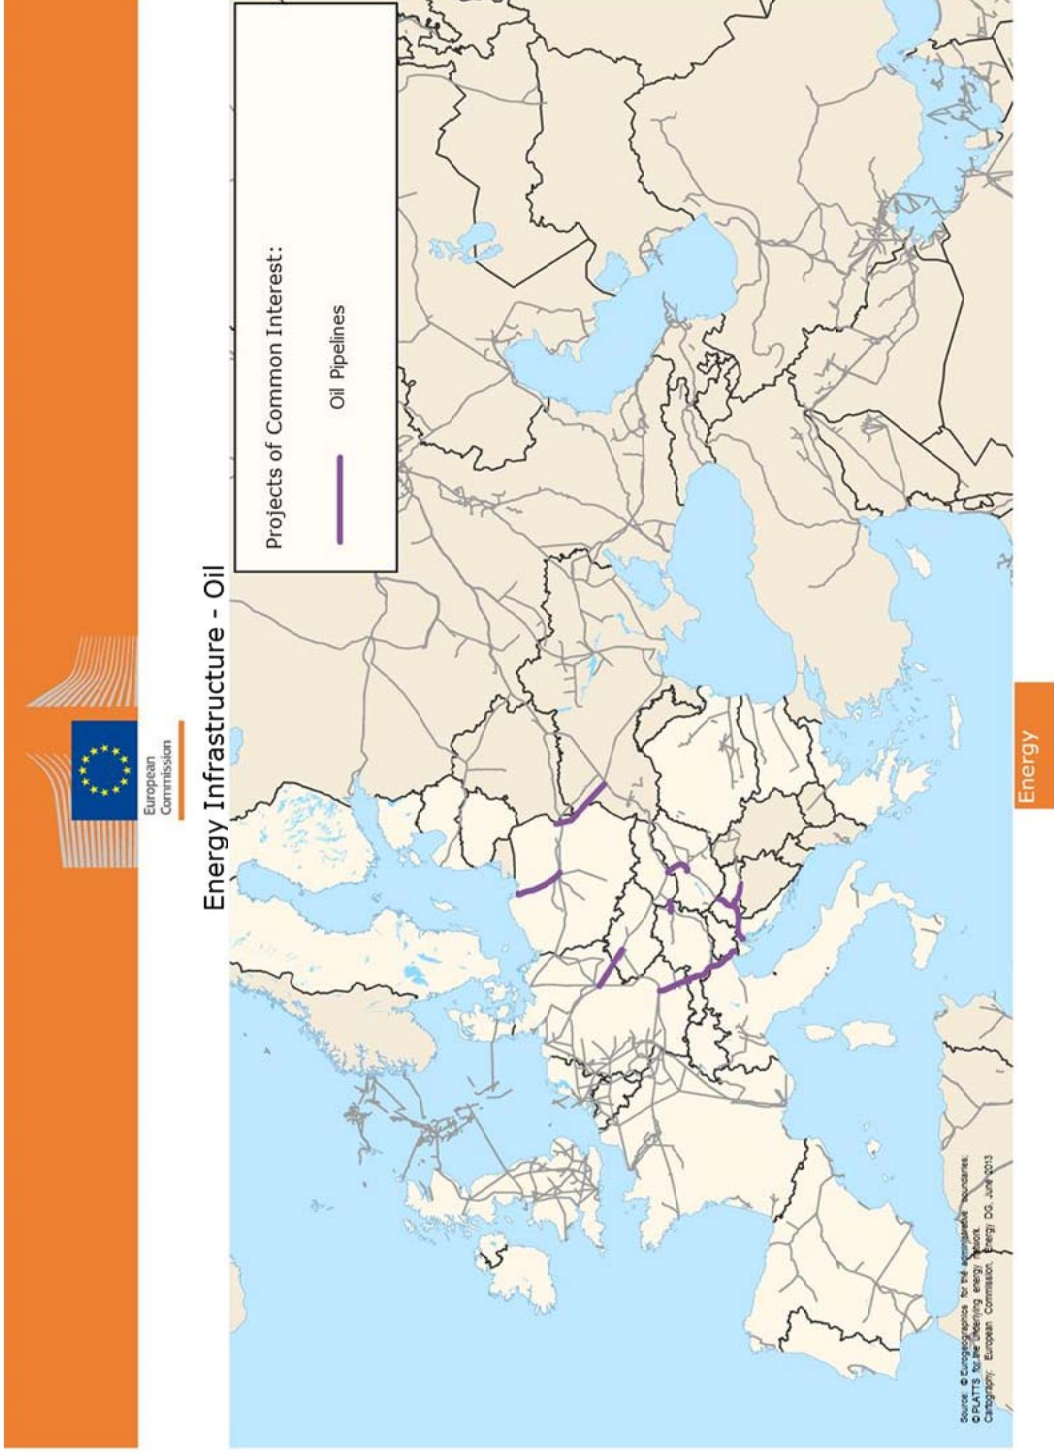 European
Commission
Energy Infrastructure - Oil
Projects of Common Interest:
Oil Pipelines
Source: © Eurogeographics for the administrative boundaries;
© PLATTS for the underlying energy network.
Cartography: European Commission, Energy DG, June 2013
Energy